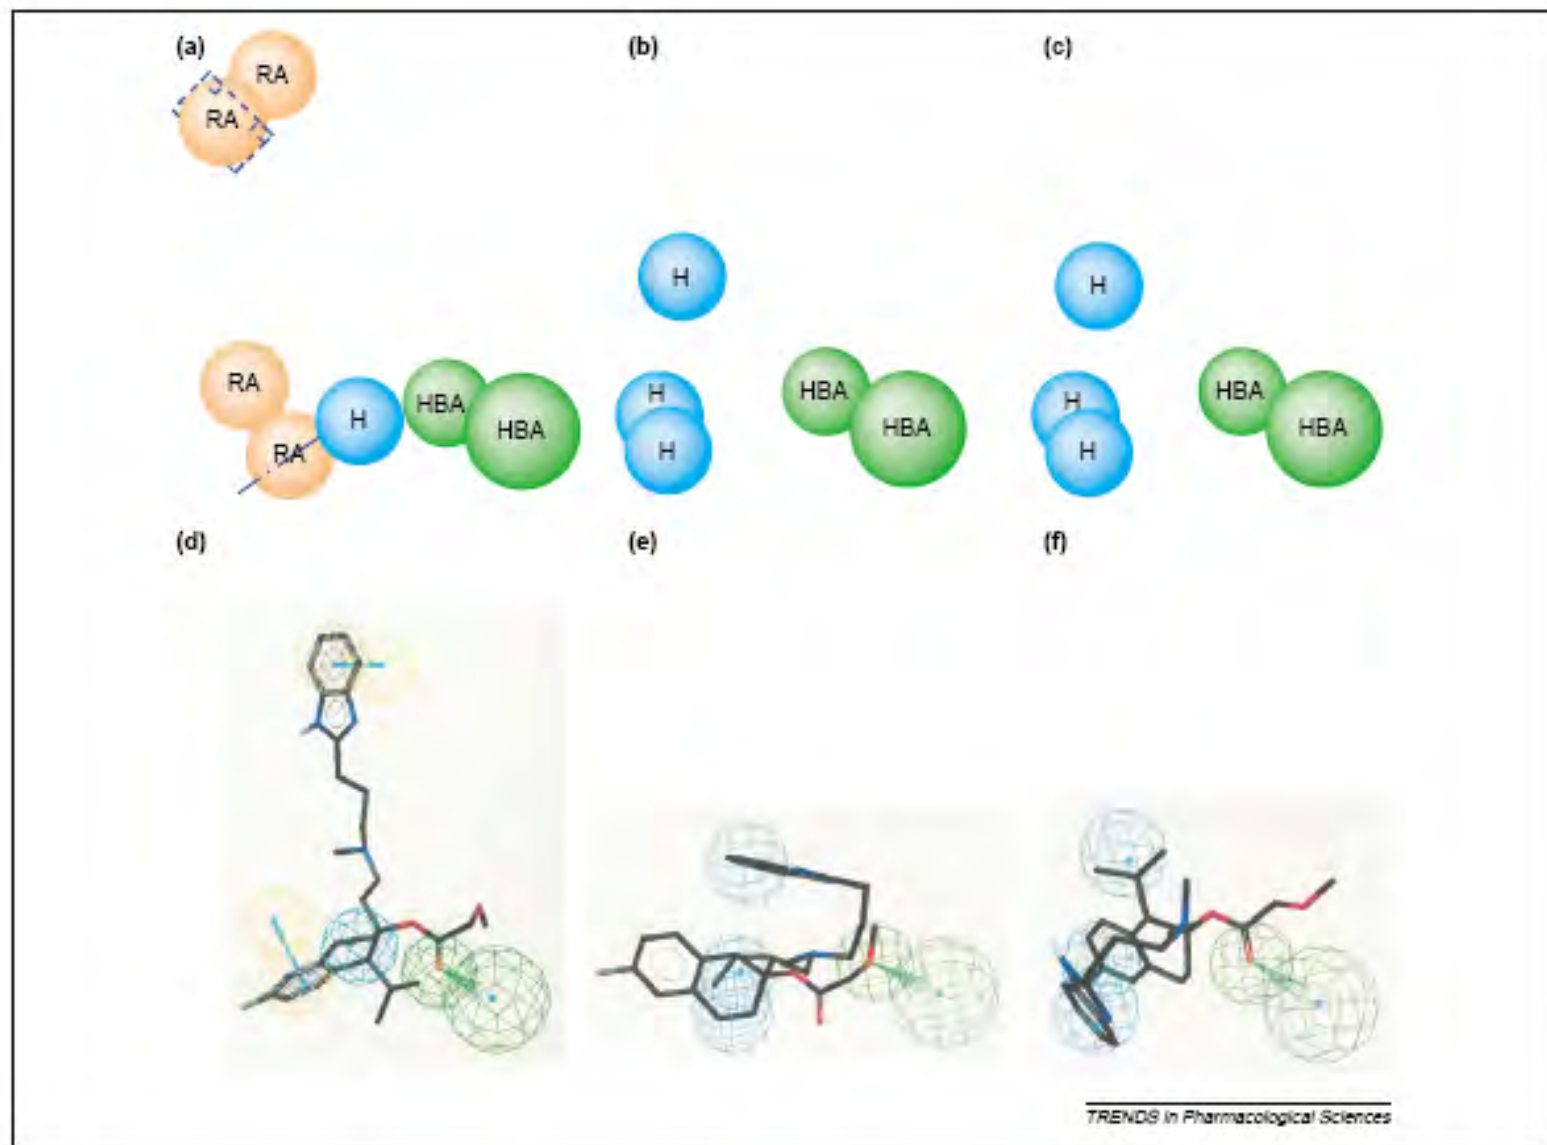 (a)
(b)
(c)
RA
RA
H
H
RA
H
HBA
HBA
RA
H
H
HBA
HBA
H
H
HBA
HBA
(d)
(e)
(f)
TRENDS in Pharmacological Sciences